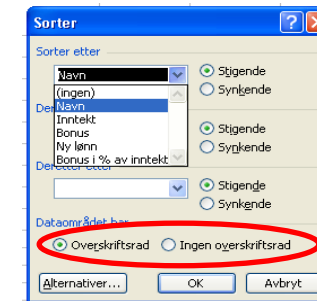 Sorter
Sorter etter
Navn
Stigende
Synkende
(ingen)
Navn
Inntekt
Bonus
Ny lønn
Bonus i % av inntekt
Stigende
Synkende
Deretter etter
Stigende
Synkende
Dataområdet har
Overskriftsrad Ingen overskriftsrad
Alternativer... OK Avbryt